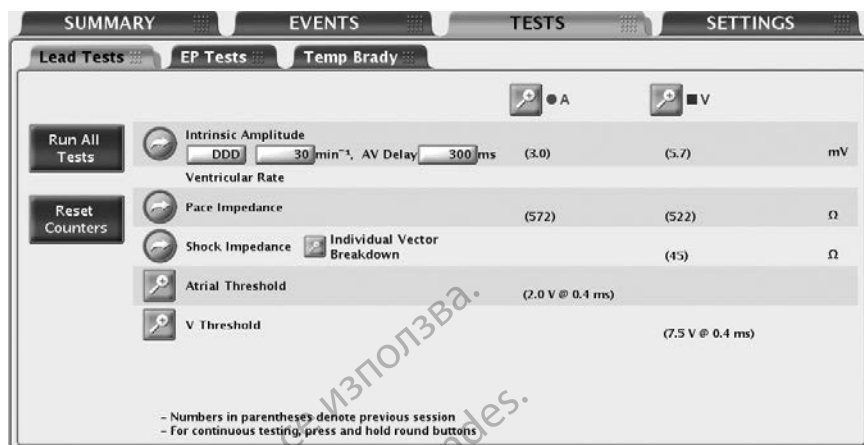 SUMMARY EVENTS TESTS SETTINGS
Lead Tests EP Tests Temp Brady
A V
Run All
Tests
Intrinsic Amplitude
DDD 30 min⁻¹, AV Delay 300 ms (3.0) (5.7) mV
Ventricular Rate
Reset
Counters
Pace Impedance (572) (522) Ω
Shock Impedance Individual Vector
Breakdown (45) Ω
Atrial Threshold (2.0 V @ 0.4 ms)
V Threshold (7.5 V @ 0.4 ms)
– Numbers in parentheses denote previous session
– For continuous testing, press and hold round buttons
се използва.